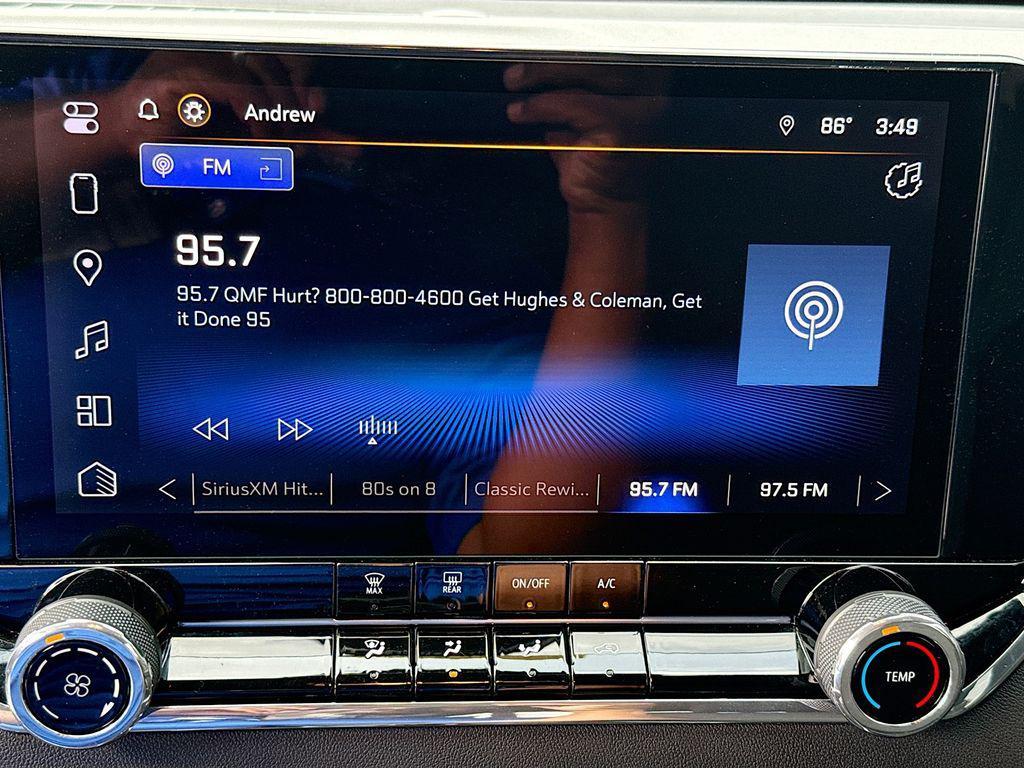 Andrew
86° 3:49
FM
95.7
95.7 QMF Hurt? 800-800-4600 Get Hughes & Coleman, Get
it Done 95
SiriusXM Hit... 80s on 8 Classic Rewi... 95.7 FM 97.5 FM
MAX REAR ON/OFF A/C
TEMP